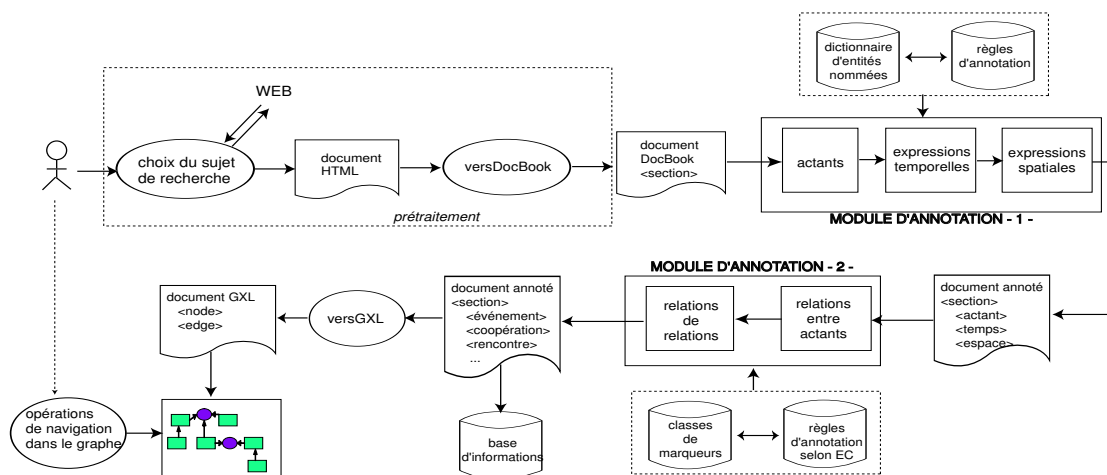 dictionnaire
d'entités
nommées
règles
d'annotation
WEB
choix du sujet
de recherche
document
HTML
versDocBook
prétraitement
document
DocBook
<section>
actants
expressions
temporelles
expressions
spatiales
MODULE D'ANNOTATION - 1 -
MODULE D'ANNOTATION - 2 -
document GXL
<node>
<edge>
versGXL
document annoté
<section>
<événement>
<coopération>
<rencontre>
...
relations
de
relations
relations
entre
actants
document annoté
<section>
<actant>
<temps>
<espace>
opérations
de navigation
dans le graphe
base
d'informations
classes
de
marqueurs
règles
d'annotation
selon EC